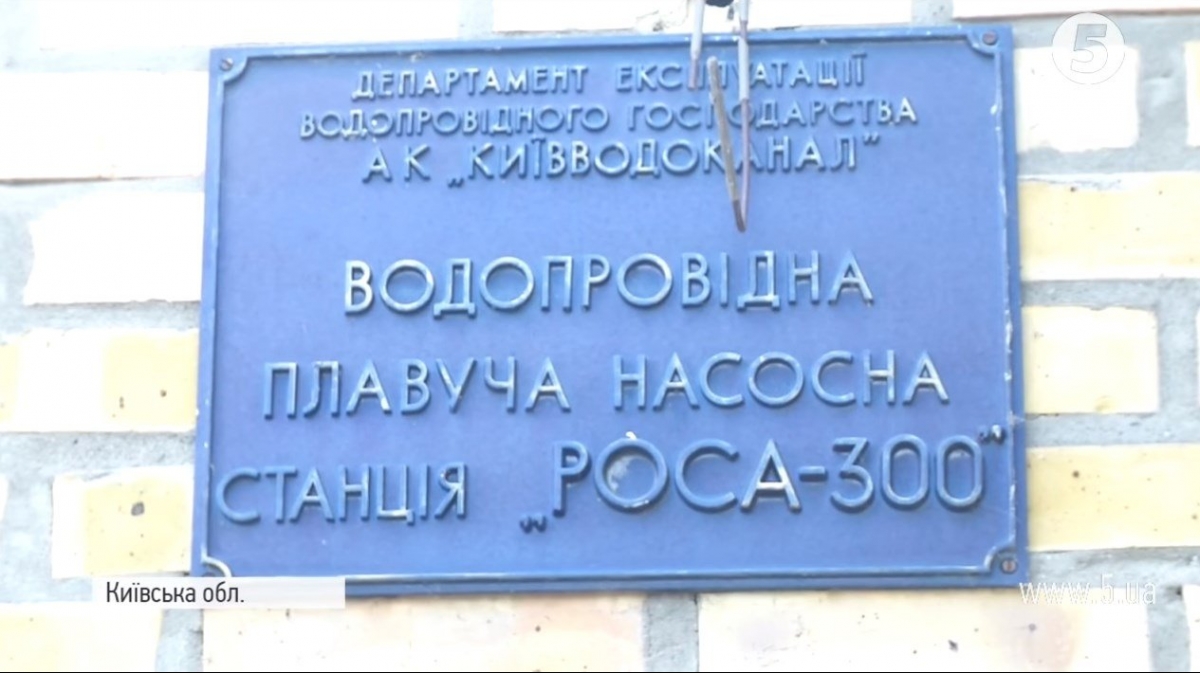 5
ДЕПАРТАМЕНТ ЕКСПЛУАТАЦІЇ
ВОДОПРОВІДНОГО ГОСПОДАРСТВА
АК „КИЇВВОДОКАНАЛ"
ВОДОПРОВІДНА
ПЛАВУЧА НАСОСНА
СТАНЦІЯ „РОСА-300"
Київська обл.
www.5.ua